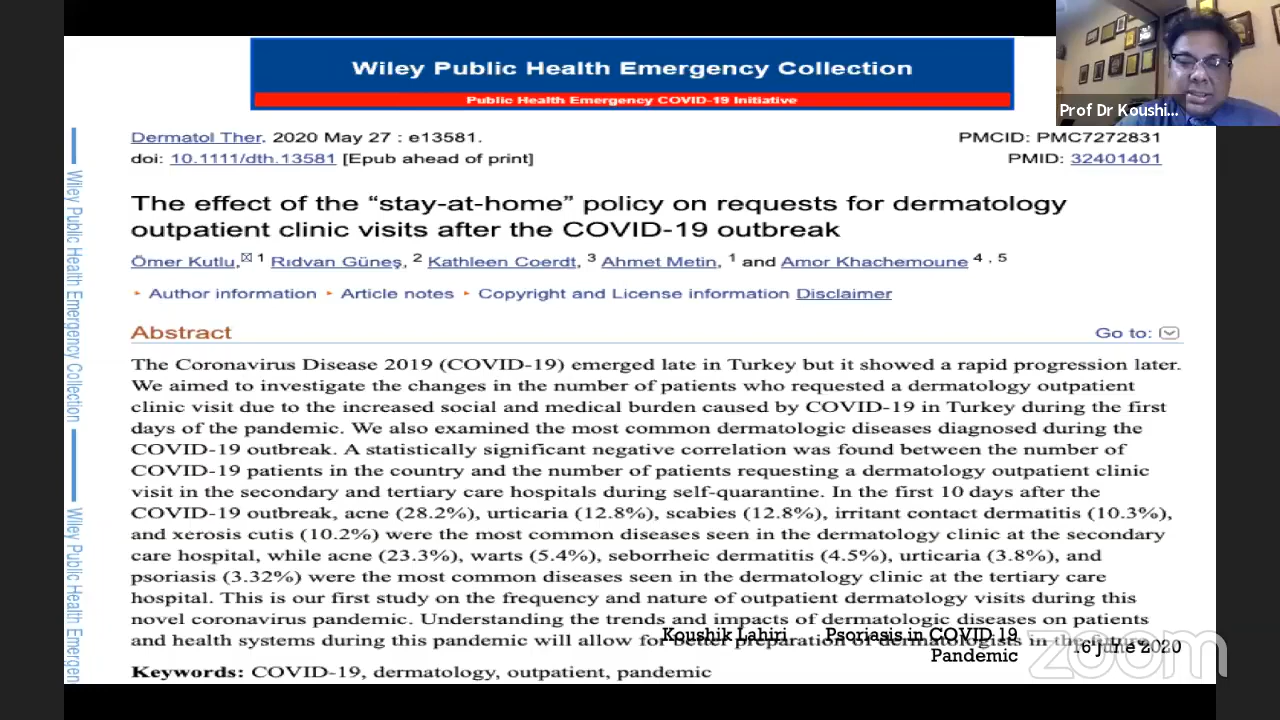 Wiley Public Health Emergency Collection
Public Health Emergency COVID-19 Initiative
Prof Dr Koushi...
Dermatol Ther. 2020 May 27 : e13581.
PMCID: PMC7272831
doi: 10.1111/dth.13581 [Epub ahead of print]
PMID: 32401401
The effect of the “stay-at-home” policy on requests for dermatology
outpatient clinic visits after the COVID-19 outbreak
Ömer Kutlu, 1 Rıdvan Güneş, 2 Kathleen Coerdt, 3 Ahmet Metin, 1 and Amor Khachemoune 4 , 5
Author information Article notes Copyright and License information Disclaimer
Abstract
Go to:
The Coronavirus Disease 2019 (COVID-19) emerged late in Turkey but it showed a rapid progression later.
We aimed to investigate the changes in the number of patients who requested a dermatology outpatient
clinic visit due to the increased social and medical burden caused by COVID-19 in Turkey during the first
days of the pandemic. We also examined the most common dermatologic diseases diagnosed during the
COVID-19 outbreak. A statistically significant negative correlation was found between the number of
COVID-19 patients in the country and the number of patients requesting a dermatology outpatient clinic
visit in the secondary and tertiary care hospitals during self-quarantine. In the first 10 days after the
COVID-19 outbreak, acne (28.2%), urticaria (12.8%), scabies (12.8%), irritant contact dermatitis (10.3%),
and xerosis cutis (10.2%) were the most common diseases seen in the dermatology clinic at the secondary
care hospital, while acne (23.3%), warts (5.4%), seborrheic dermatitis (4.5%), urticaria (3.8%), and
psoriasis (3.32%) were the most common diseases seen in the dermatology clinic at the tertiary care
hospital. This is our first study on the frequency and nature of outpatient dermatology visits during this
novel coronavirus pandemic. Understanding the trends and impacts of dermatologic diseases on patients
and health systems during this pandemic will allow for better preparation of dermatologists in the future.
Koushik Lahiri
Psoriasis in COVID 19
Pandemic
16 June 2020
Keywords: COVID-19, dermatology, outpatient, pandemic
zoom
Wiley Public Health Emergency Collection
Wiley Public Health Emergen